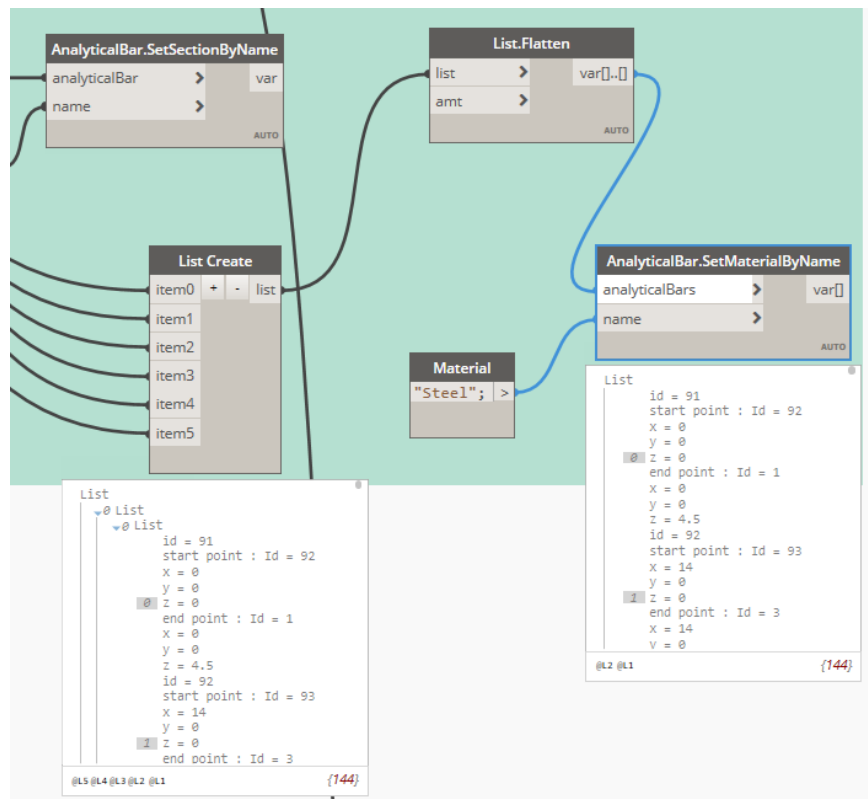 AnalyticalBar.SetSectionByName
analyticalBar > var
name >
AUTO
List.Flatten
list > var[]..[]
amt >
AUTO
List Create
item0 + - list
item1
item2
item3
item4
item5
AnalyticalBar.SetMaterialByName
analyticalBars > var[]
name >
AUTO
Material
"Steel"; >
List
0 List
0 List
id = 91
start point : Id = 92
x = 0
y = 0
0 z = 0
end point : Id = 1
x = 0
y = 0
z = 4.5
id = 92
start point : Id = 93
x = 14
y = 0
1 z = 0
end point : Id = 3
@L5 @L4 @L3 @L2 @L1 {144}
List
id = 91
start point : Id = 92
x = 0
y = 0
0 z = 0
end point : Id = 1
x = 0
y = 0
z = 4.5
id = 92
start point : Id = 93
x = 14
y = 0
1 z = 0
end point : Id = 3
x = 14
y = 0
@L2 @L1 {144}